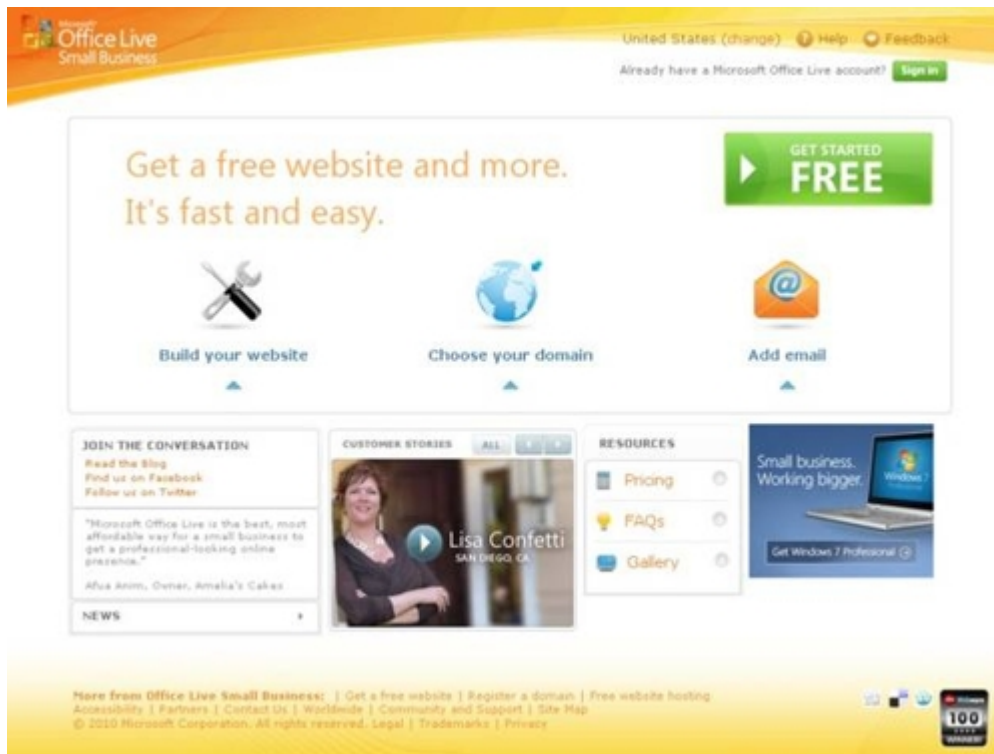 Microsoft®
Office Live
Small Business
United States (change) Help Feedback
Already have a Microsoft Office Live account? Sign in
Get a free website and more.
It's fast and easy.
GET STARTED
FREE
Build your website
Choose your domain
Add email
JOIN THE CONVERSATION
Read the Blog
Find us on Facebook
Follow us on Twitter
"Microsoft Office Live is the best, most
affordable way for a small business to
get a professional-looking online
presence."
Afua Anim, Owner, Amelia's Cakes
NEWS
CUSTOMER STORIES ALL
Lisa Confetti
SAN DIEGO, CA
RESOURCES
Pricing
FAQs
Gallery
Small business.
Working bigger.
Windows 7
Get Windows 7 Professional
More from Office Live Small Business: | Get a free website | Register a domain | Free website hosting
Accessibility | Partners | Contact Us | Worldwide | Community and Support | Site Map
© 2010 Microsoft Corporation. All rights reserved. Legal | Trademarks | Privacy
100
WINNER